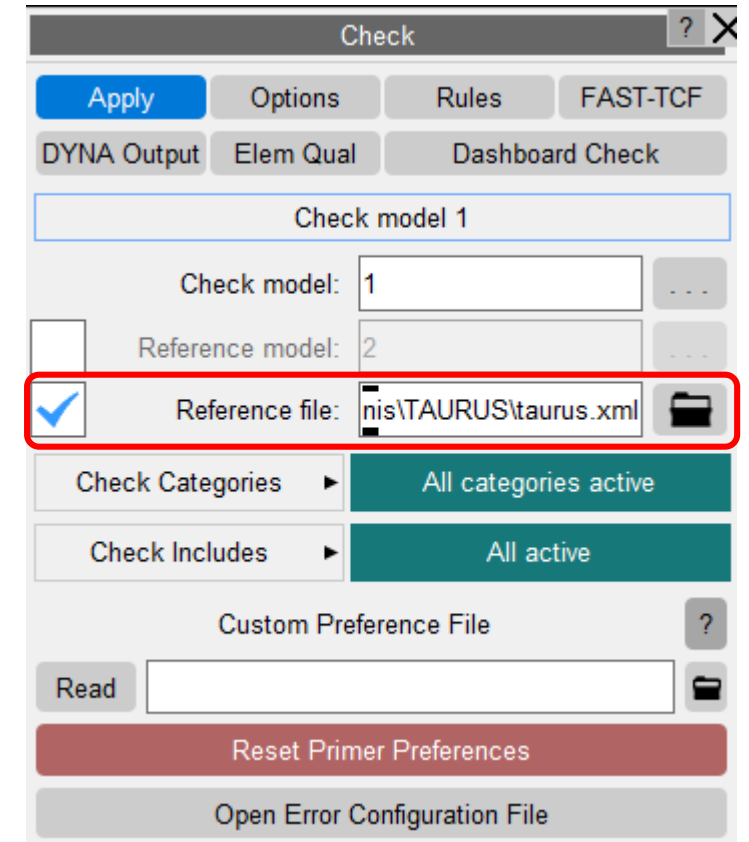 Check ? X
Apply Options Rules FAST-TCF
DYNA Output Elem Qual Dashboard Check
Check model 1
Check model: 1 ...
Reference model: 2 ...
Reference file: nis\TAURUS\taurus.xml
Check Categories ► All categories active
Check Includes ► All active
Custom Preference File ?
Read
Reset Primer Preferences
Open Error Configuration File